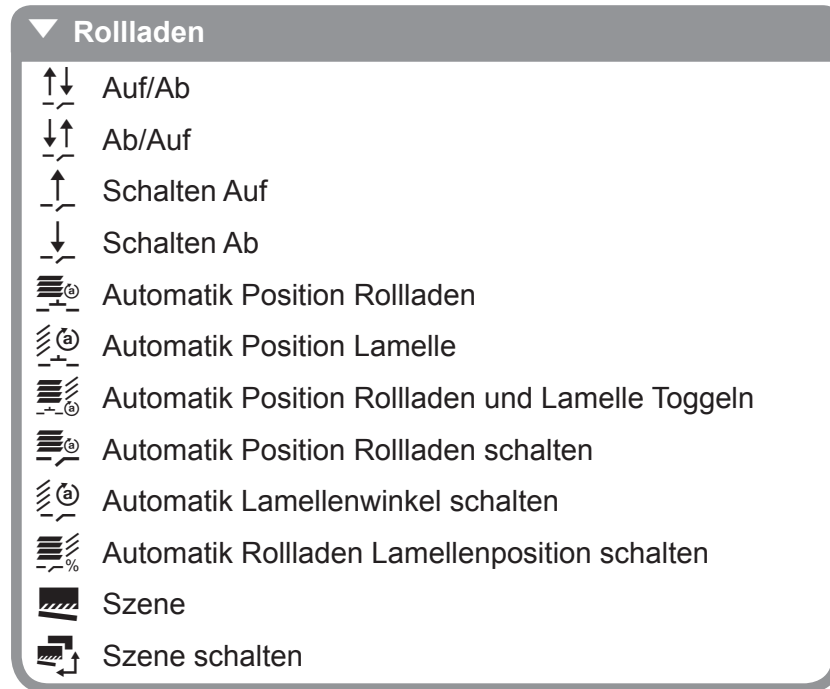 Rollladen
Auf/Ab
Ab/Auf
Schalten Auf
Schalten Ab
Automatik Position Rollladen
Automatik Position Lamelle
Automatik Position Rollladen und Lamelle Toggeln
Automatik Position Rollladen schalten
Automatik Lamellenwinkel schalten
Automatik Rollladen Lamellenposition schalten
Szene
Szene schalten